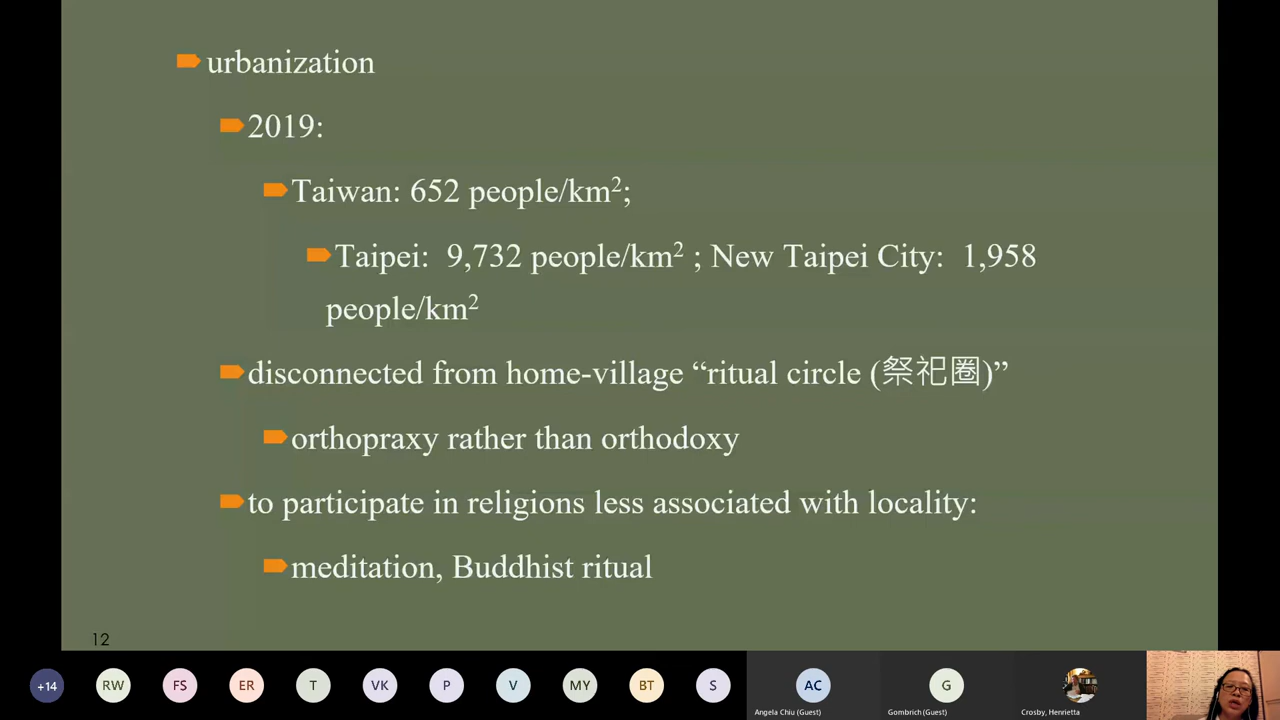 urbanization
2019:
Taiwan: 652 people/km²;
Taipei: 9,732 people/km² ; New Taipei City: 1,958
people/km²
disconnected from home-village “ritual circle (祭祀圈)”
orthopraxy rather than orthodoxy
to participate in religions less associated with locality:
meditation, Buddhist ritual
12
+14 RW FS ER T VK P V MY BT S AC G
Angela Chiu (Guest) Gombrich (Guest) Crosby, Henrietta